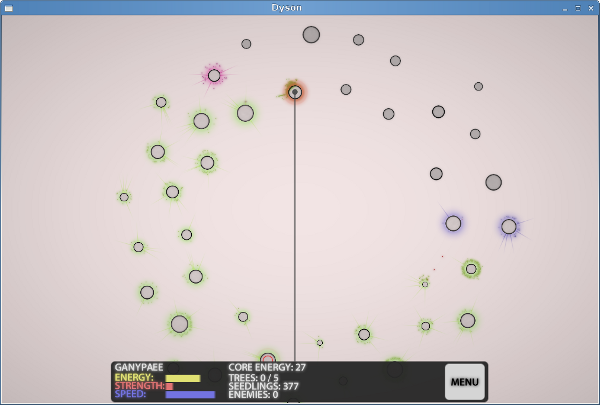 Dyson
GANYPAEE
ENERGY:
STRENGTH:
SPEED:
CORE ENERGY: 27
TREES: 0 / 5
SEEDLINGS: 377
ENEMIES: 0
MENU